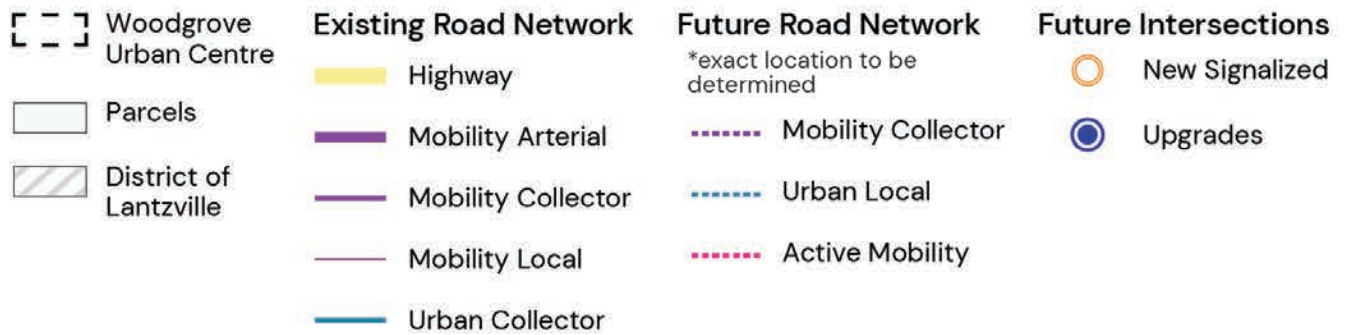 Woodgrove
Urban Centre
Parcels
District of
Lantzville
Existing Road Network
Highway
Mobility Arterial
Mobility Collector
Mobility Local
Urban Collector
Future Road Network
*exact location to be
determined
Mobility Collector
Urban Local
Active Mobility
Future Intersections
New Signalized
Upgrades